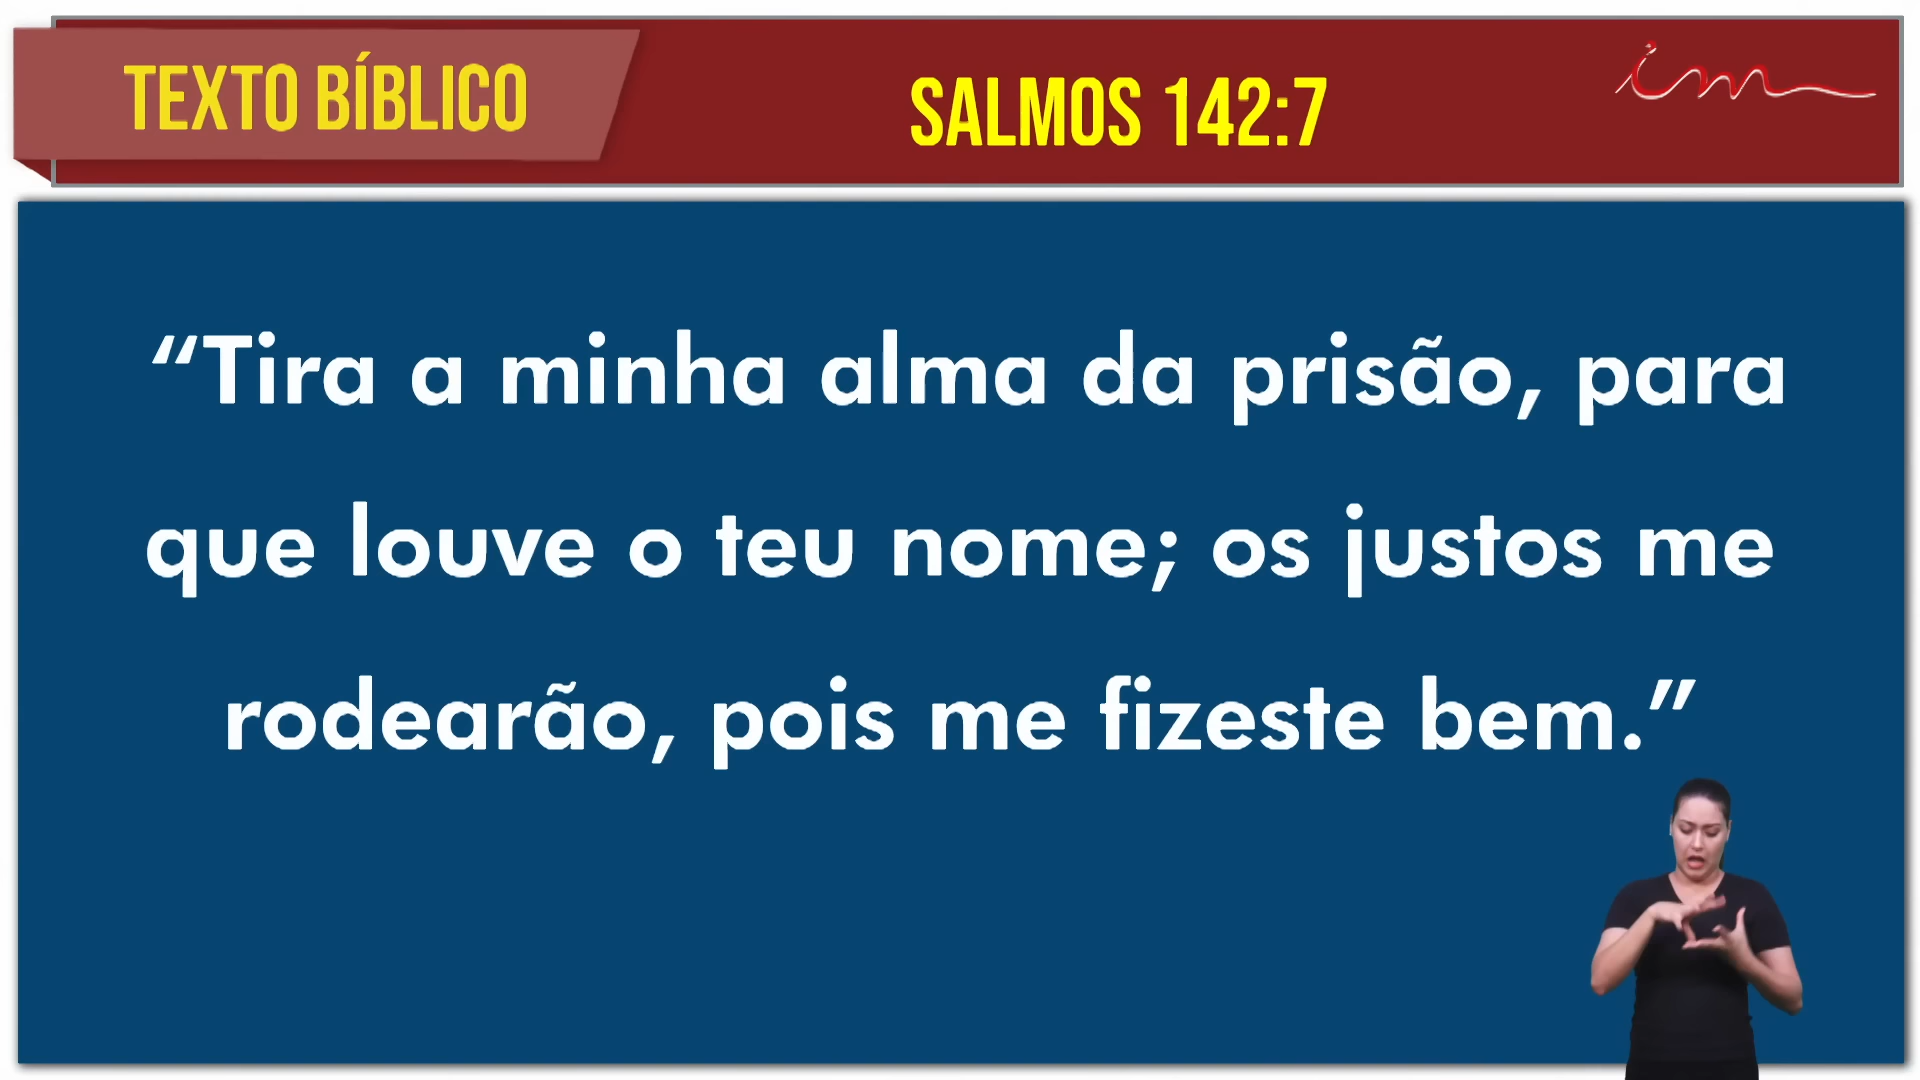 TEXTO BÍBLICO
SALMOS 142:7
im
“Tira a minha alma da prisão, para
que louve o teu nome; os justos me
rodearão, pois me fizeste bem.”